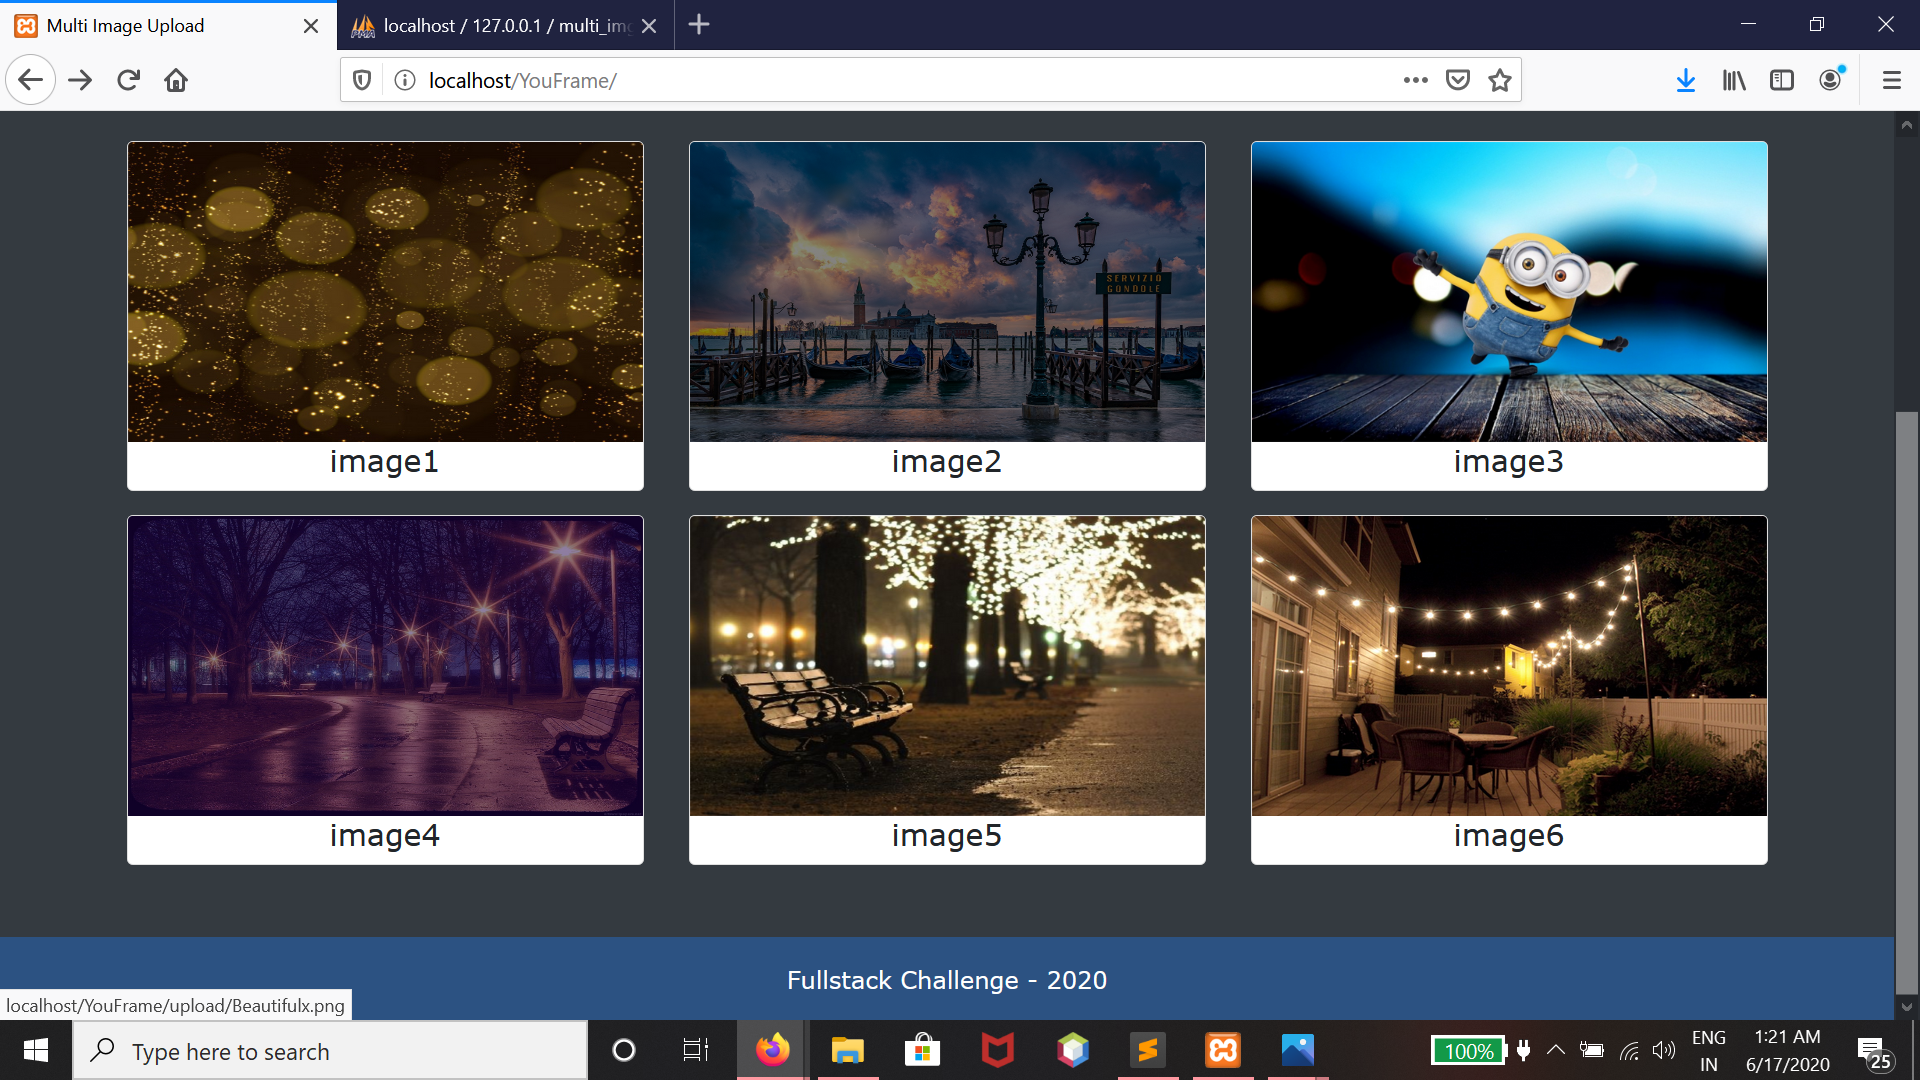 Multi Image Upload
localhost / 127.0.0.1 / multi_im
localhost/YouFrame/
SERVIZIO
GONDOLE
image1
image2
image3
image4
image5
image6
Fullstack Challenge - 2020
localhost/YouFrame/upload/Beautifulx.png
Type here to search
100%
ENG
IN
1:21 AM
6/17/2020
25